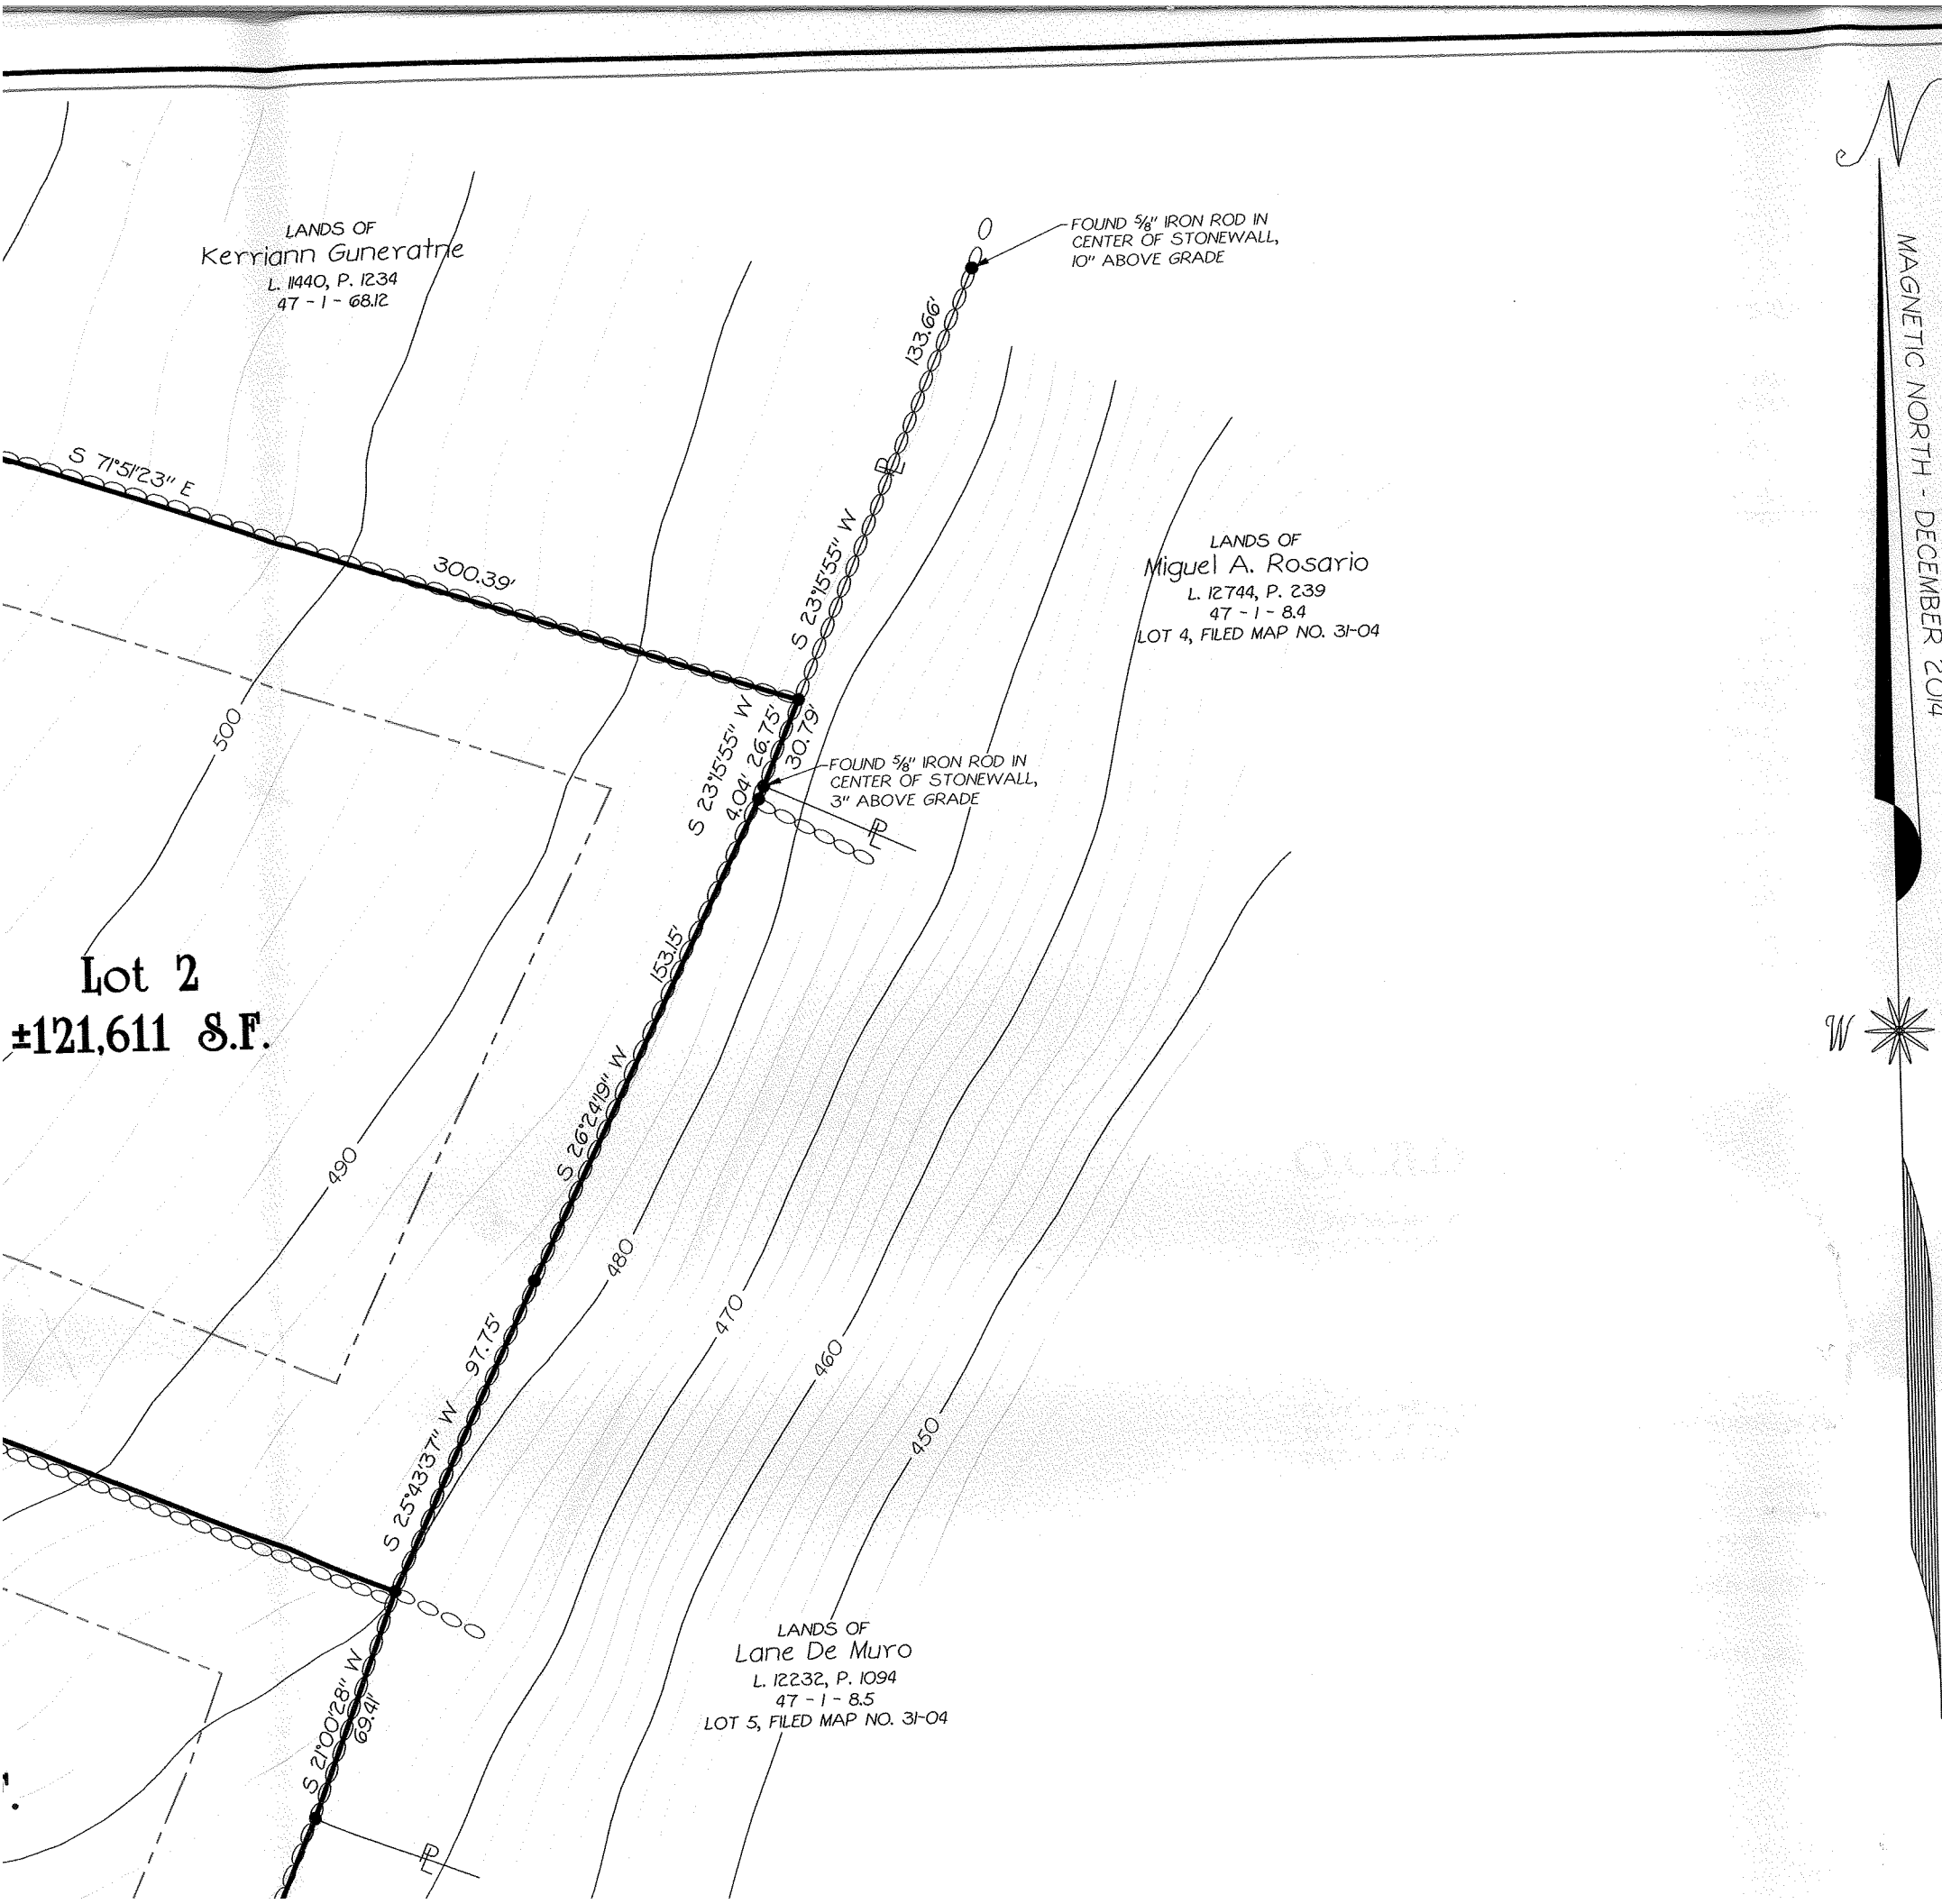 LANDS OF
Kerriann Guneratne
L. 11440, P. 1234
47 - 1 - 68.12
FOUND 5/8" IRON ROD IN
CENTER OF STONEWALL,
10" ABOVE GRADE
133.66'
PL
S 23°15'55" W
S 71°51'23" E
300.39'
LANDS OF
Miguel A. Rosario
L. 12744, P. 239
47 - 1 - 8.4
LOT 4, FILED MAP NO. 31-04
MAGNETIC NORTH - DECEMBER 2014
N
W
500
S 23°15'55" W
4.04' 26.75'
30.79'
FOUND 5/8" IRON ROD IN
CENTER OF STONEWALL,
3" ABOVE GRADE
PL
153.15'
Lot 2
±121,611 S.F.
S 26°24'19" W
490
480
470
460
450
97.75'
S 25°43'37" W
LANDS OF
Lane De Muro
L. 12232, P. 1094
47 - 1 - 8.5
LOT 5, FILED MAP NO. 31-04
S 21°00'28" W
69.41'
PL